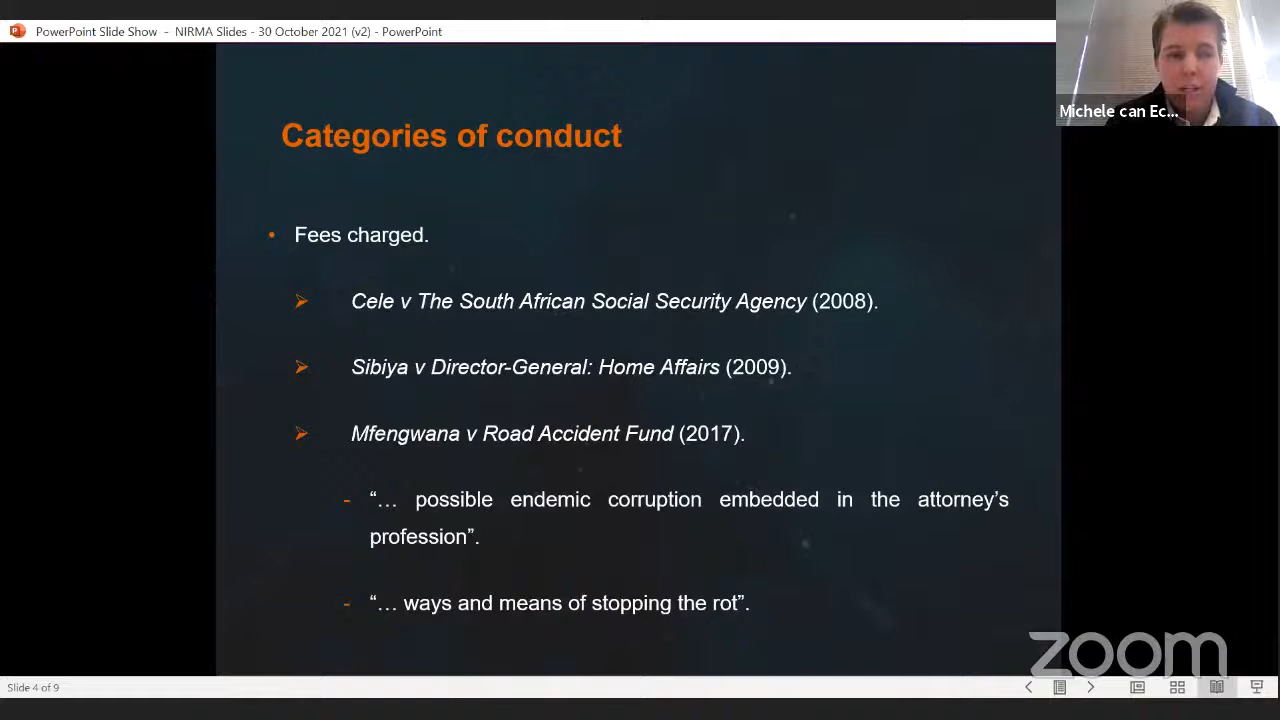 PowerPoint Slide Show - NIRMA Slides - 30 October 2021 (v2) - PowerPoint
Michele can Ec...
Categories of conduct
• Fees charged.
➢ Cele v The South African Social Security Agency (2008).
➢ Sibiya v Director-General: Home Affairs (2009).
➢ Mfengwana v Road Accident Fund (2017).
- “… possible endemic corruption embedded in the attorney’s
profession”.
- “… ways and means of stopping the rot”.
zoom
Slide 4 of 9